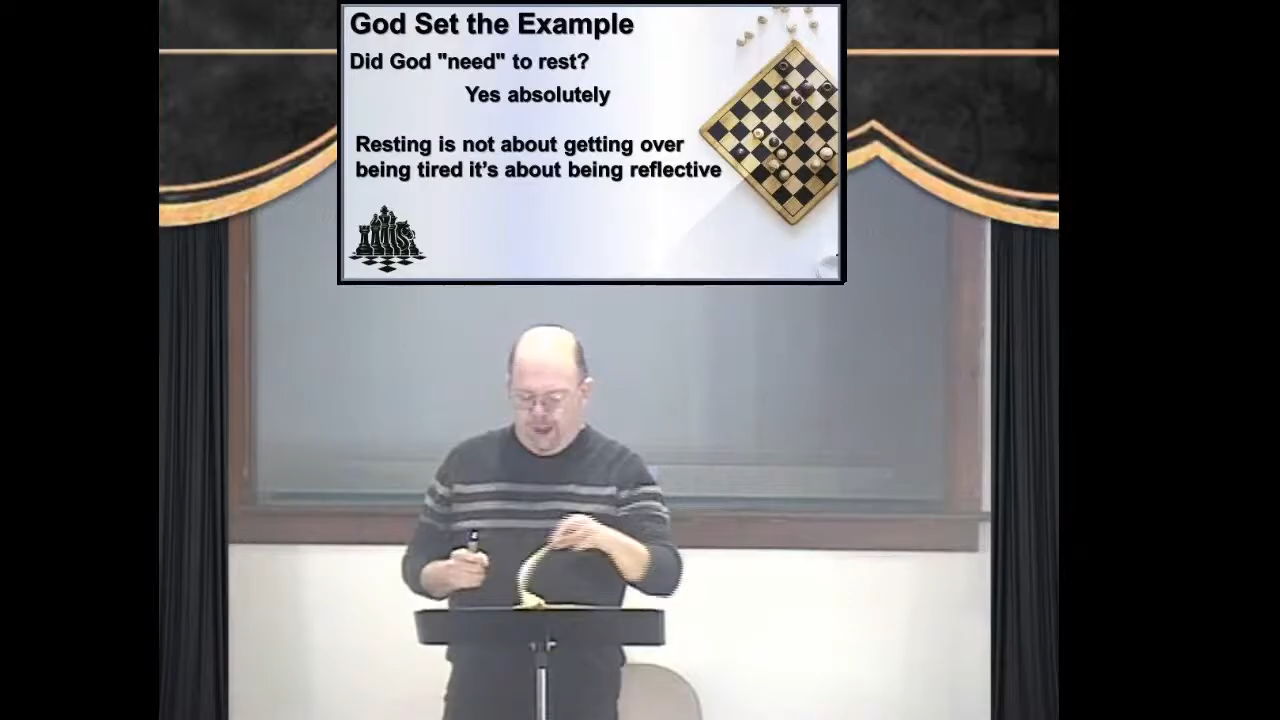 God Set the Example
Did God "need" to rest?
Yes absolutely
Resting is not about getting over
being tired it’s about being reflective